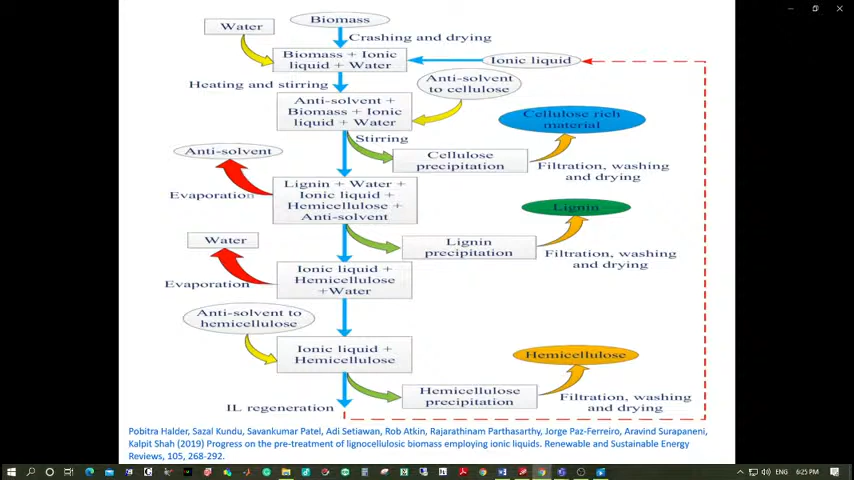 Water
Biomass
Crashing and drying
Biomass + Ionic
liquid + Water
Ionic liquid
Heating and stirring
Anti-solvent
to cellulose
Anti-solvent +
Biomass + Ionic
liquid + Water
Cellulose rich
material
Stirring
Anti-solvent
Cellulose
precipitation
Filtration, washing
and drying
Evaporation
Lignin + Water +
Ionic liquid +
Hemicellulose +
Anti-solvent
Lignin
Water
Lignin
precipitation
Filtration, washing
and drying
Evaporation
Ionic liquid +
Hemicellulose
+Water
Anti-solvent to
hemicellulose
Ionic liquid +
Hemicellulose
Hemicellulose
Hemicellulose
precipitation
Filtration, washing
and drying
IL regeneration
Pobitra Halder, Sazal Kundu, Savankumar Patel, Adi Setiawan, Rob Atkin, Rajarathinam Parthasarthy, Jorge Paz-Ferreiro, Aravind Surapaneni,
Kalpit Shah (2019) Progress on the pre-treatment of lignocellulosic biomass employing ionic liquids. Renewable and Sustainable Energy
Reviews, 105, 268-292.
ENG
6:25 PM